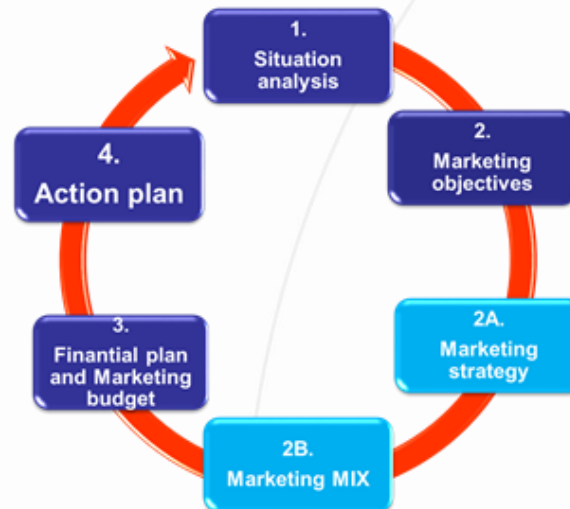 1.
Situation
analysis
2.
Marketing
objectives
2A.
Marketing
strategy
2B.
Marketing MIX
3.
Finantial plan
and Marketing
budget
4.
Action plan